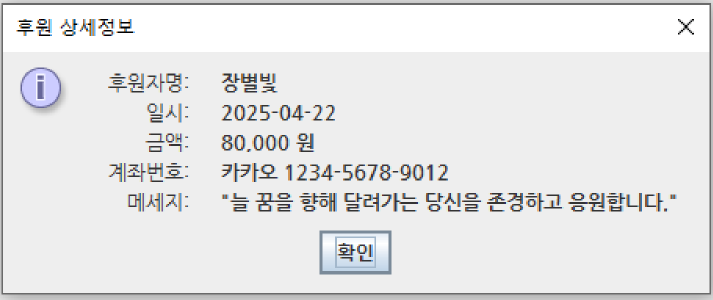 후원 상세정보
후원자명: 장별빛
일시: 2025-04-22
금액: 80,000 원
계좌번호: 카카오 1234-5678-9012
메세지: "늘 꿈을 향해 달려가는 당신을 존경하고 응원합니다."
확인